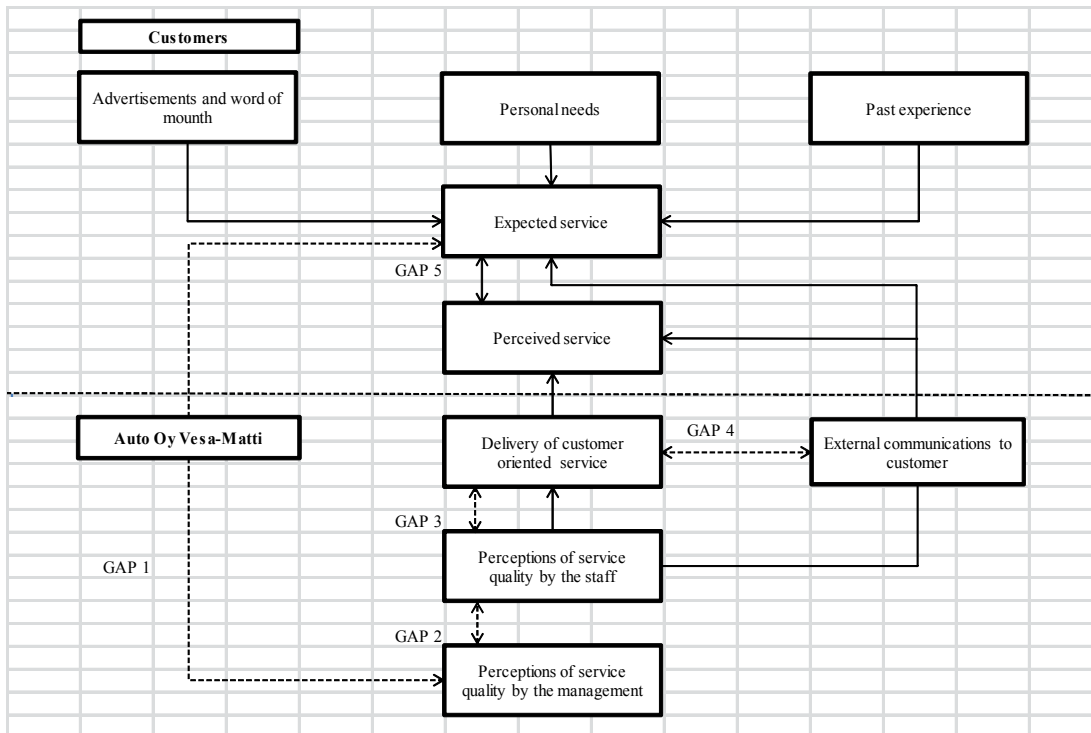 Customers
Advertisements and word of
mounth
Personal needs
Past experience
Expected service
GAP 5
Perceived service
Auto Oy Vesa-Matti
Delivery of customer
oriented service
GAP 4
External communications to
customer
GAP 3
Perceptions of service
quality by the staff
GAP 1
GAP 2
Perceptions of service
quality by the management